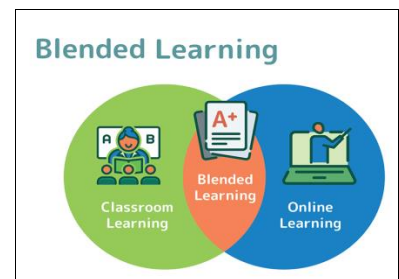 Blended Learning
A B
A+
Blended
Learning
Classroom
Learning
Online
Learning